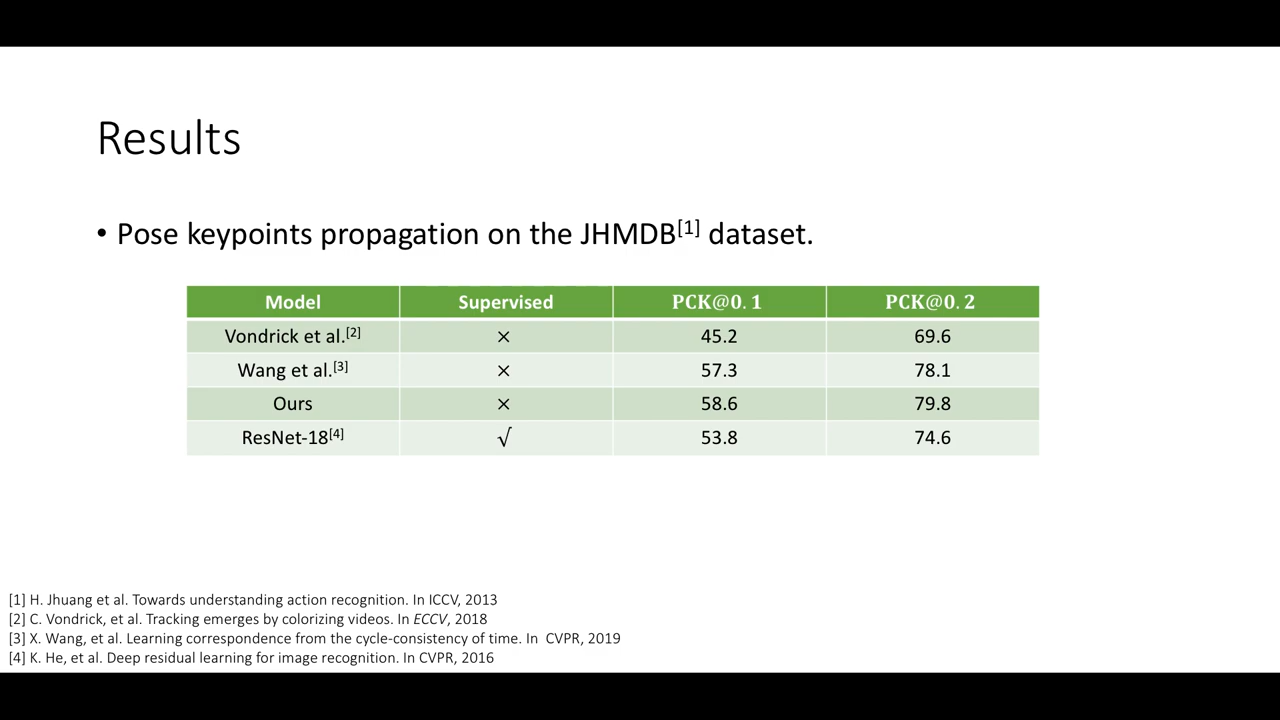 Results
• Pose keypoints propagation on the JHMDB[1] dataset.
Model Supervised PCK@0.1 PCK@0.2
Vondrick et al.[2] × 45.2 69.6
Wang et al.[3] × 57.3 78.1
Ours × 58.6 79.8
ResNet-18[4] √ 53.8 74.6
[1] H. Jhuang et al. Towards understanding action recognition. In ICCV, 2013
[2] C. Vondrick, et al. Tracking emerges by colorizing videos. In ECCV, 2018
[3] X. Wang, et al. Learning correspondence from the cycle-consistency of time. In CVPR, 2019
[4] K. He, et al. Deep residual learning for image recognition. In CVPR, 2016